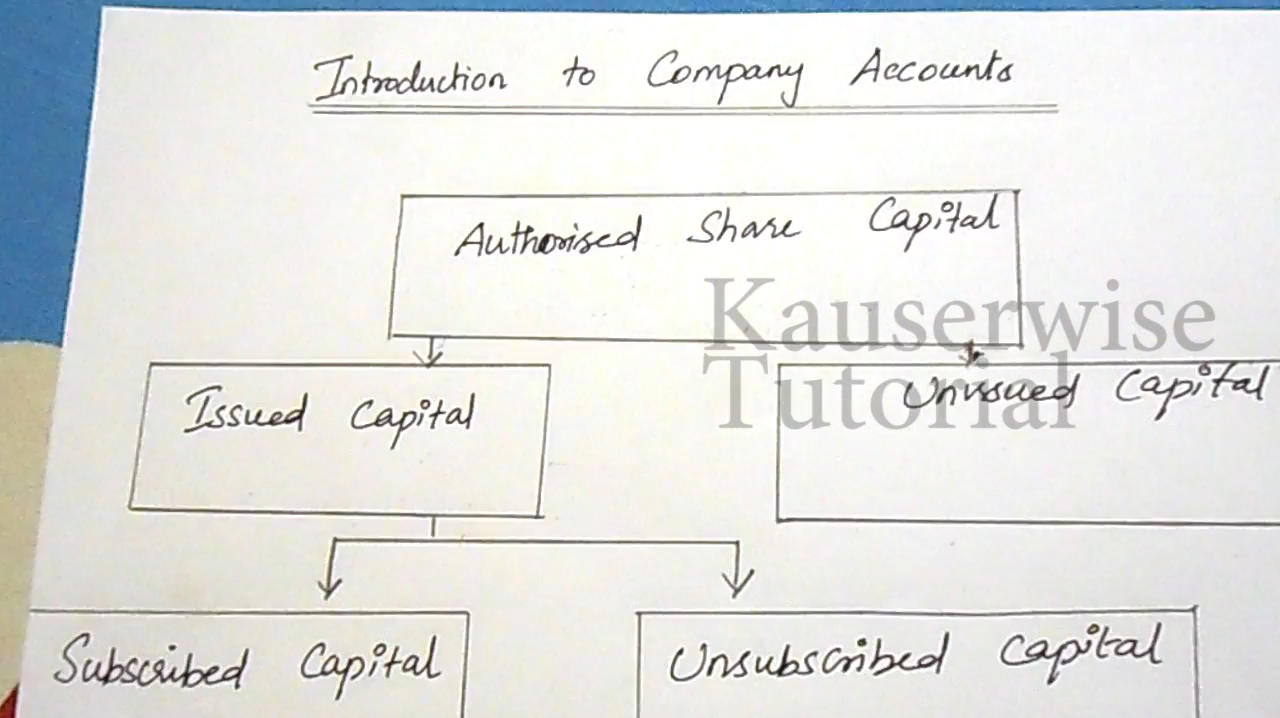 Introduction to Company Accounts
Authorised Share Capital
Kauserwise
Tutorial
Issued Capital
Unissued Capital
Subscribed Capital
Unsubscribed Capital